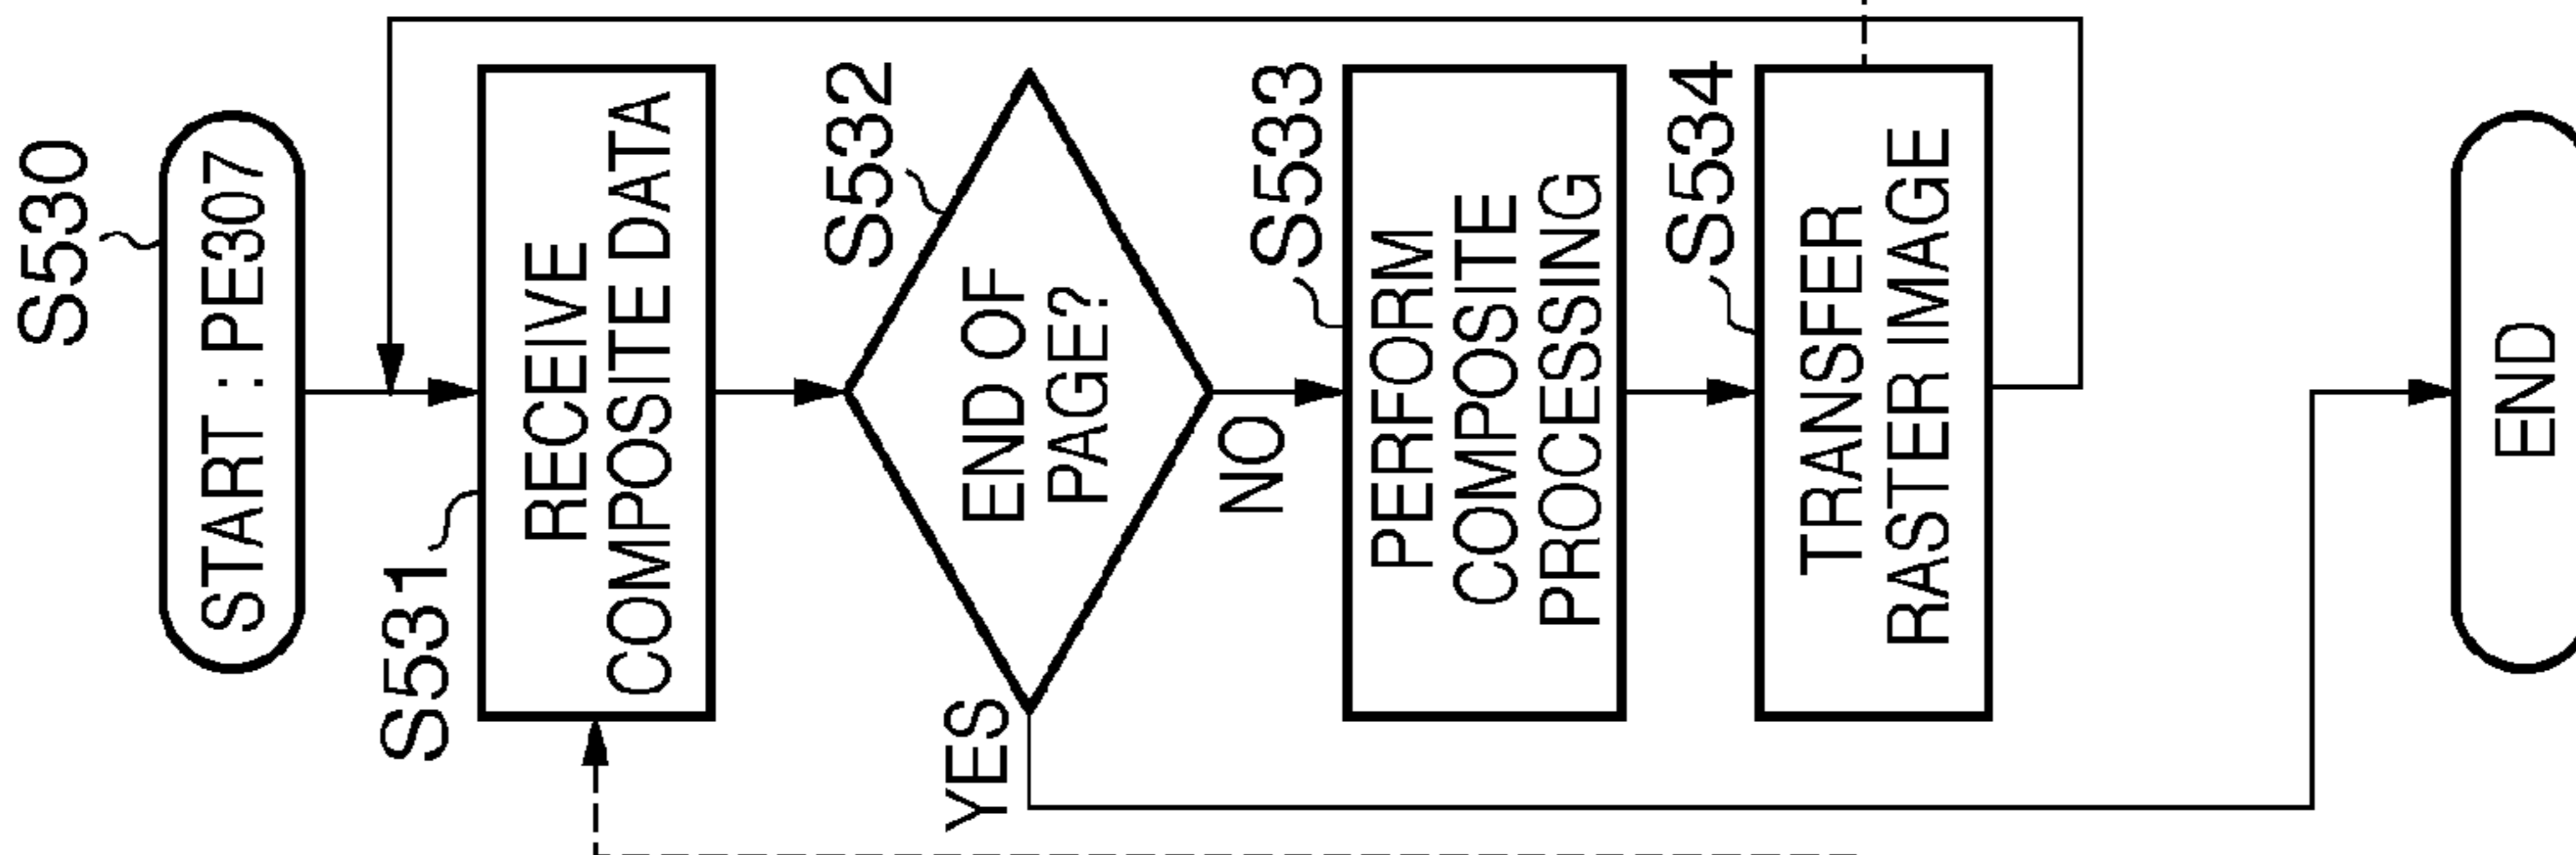 S530
START : PE307
S531
RECEIVE
COMPOSITE DATA
S532
END OF
PAGE?
YES
NO
S533
PERFORM
COMPOSITE
PROCESSING
S534
TRANSFER
RASTER IMAGE
END